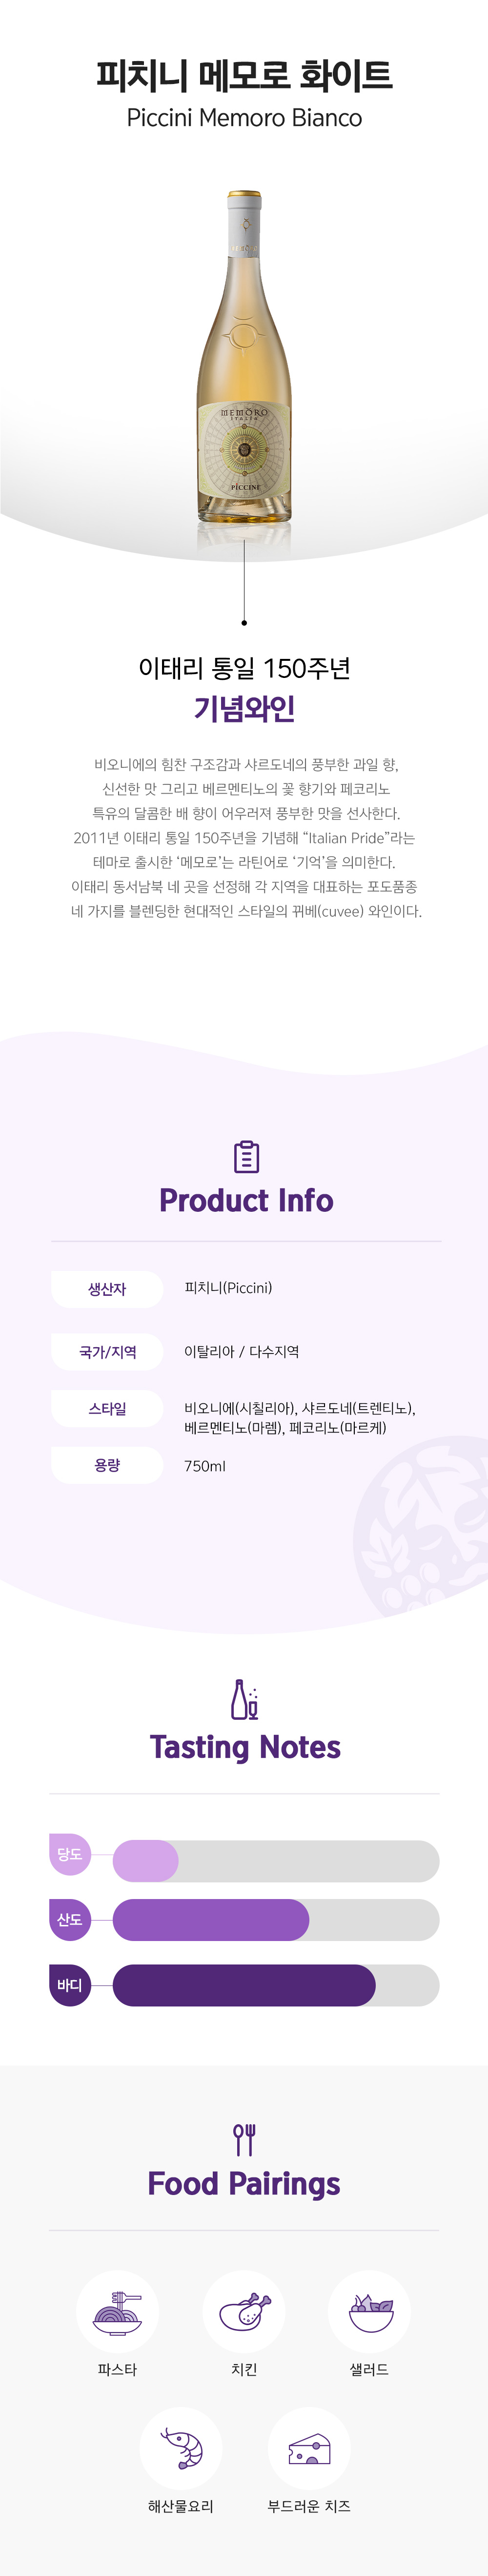 피치니 메모로 화이트
Piccini Memoro Bianco
MEMÕRO
ITALIA
PICCINI
이태리 통일 150주년
기념와인
비오니에의 힘찬 구조감과 샤르도네의 풍부한 과일 향,
신선한 맛 그리고 베르멘티노의 꽃 향기와 페코리노
특유의 달콤한 배 향이 어우러져 풍부한 맛을 선사한다.
2011년 이태리 통일 150주년을 기념해 “Italian Pride”라는
테마로 출시한 ‘메모로’는 라틴어로 ‘기억’을 의미한다.
이태리 동서남북 네 곳을 선정해 각 지역을 대표하는 포도품종
네 가지를 블렌딩한 현대적인 스타일의 뀌베(cuvee) 와인이다.
Product Info
생산자 피치니(Piccini)
국가/지역 이탈리아 / 다수지역
스타일 비오니에(시칠리아), 샤르도네(트렌티노),
베르멘티노(마렘), 페코리노(마르케)
용량 750ml
Tasting Notes
당도
산도
바디
Food Pairings
파스타 치킨 샐러드
해산물요리 부드러운 치즈